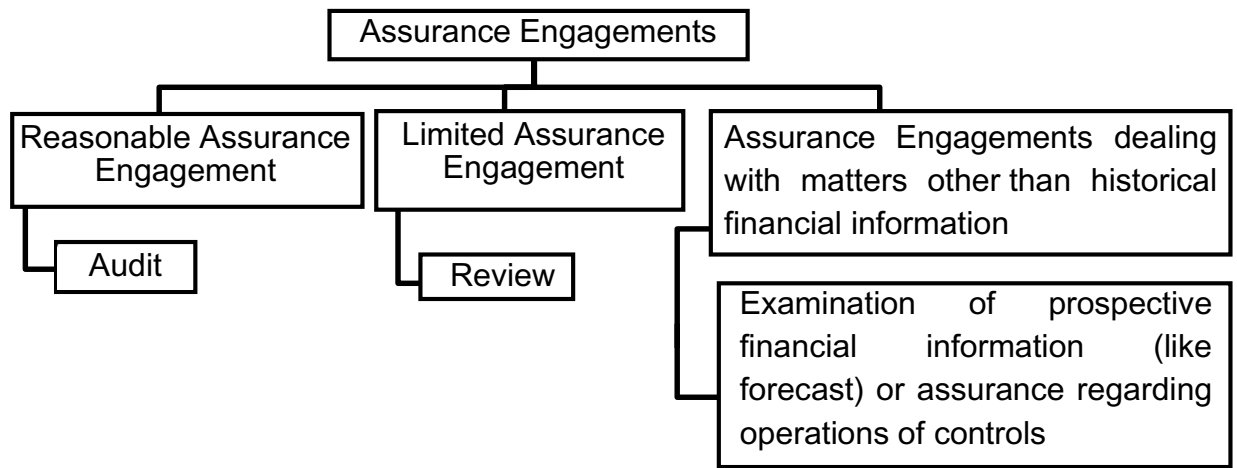 Assurance Engagements
Reasonable Assurance
Engagement
Audit
Limited Assurance
Engagement
Review
Assurance Engagements dealing
with matters other than historical
financial information
Examination of prospective
financial information (like
forecast) or assurance regarding
operations of controls